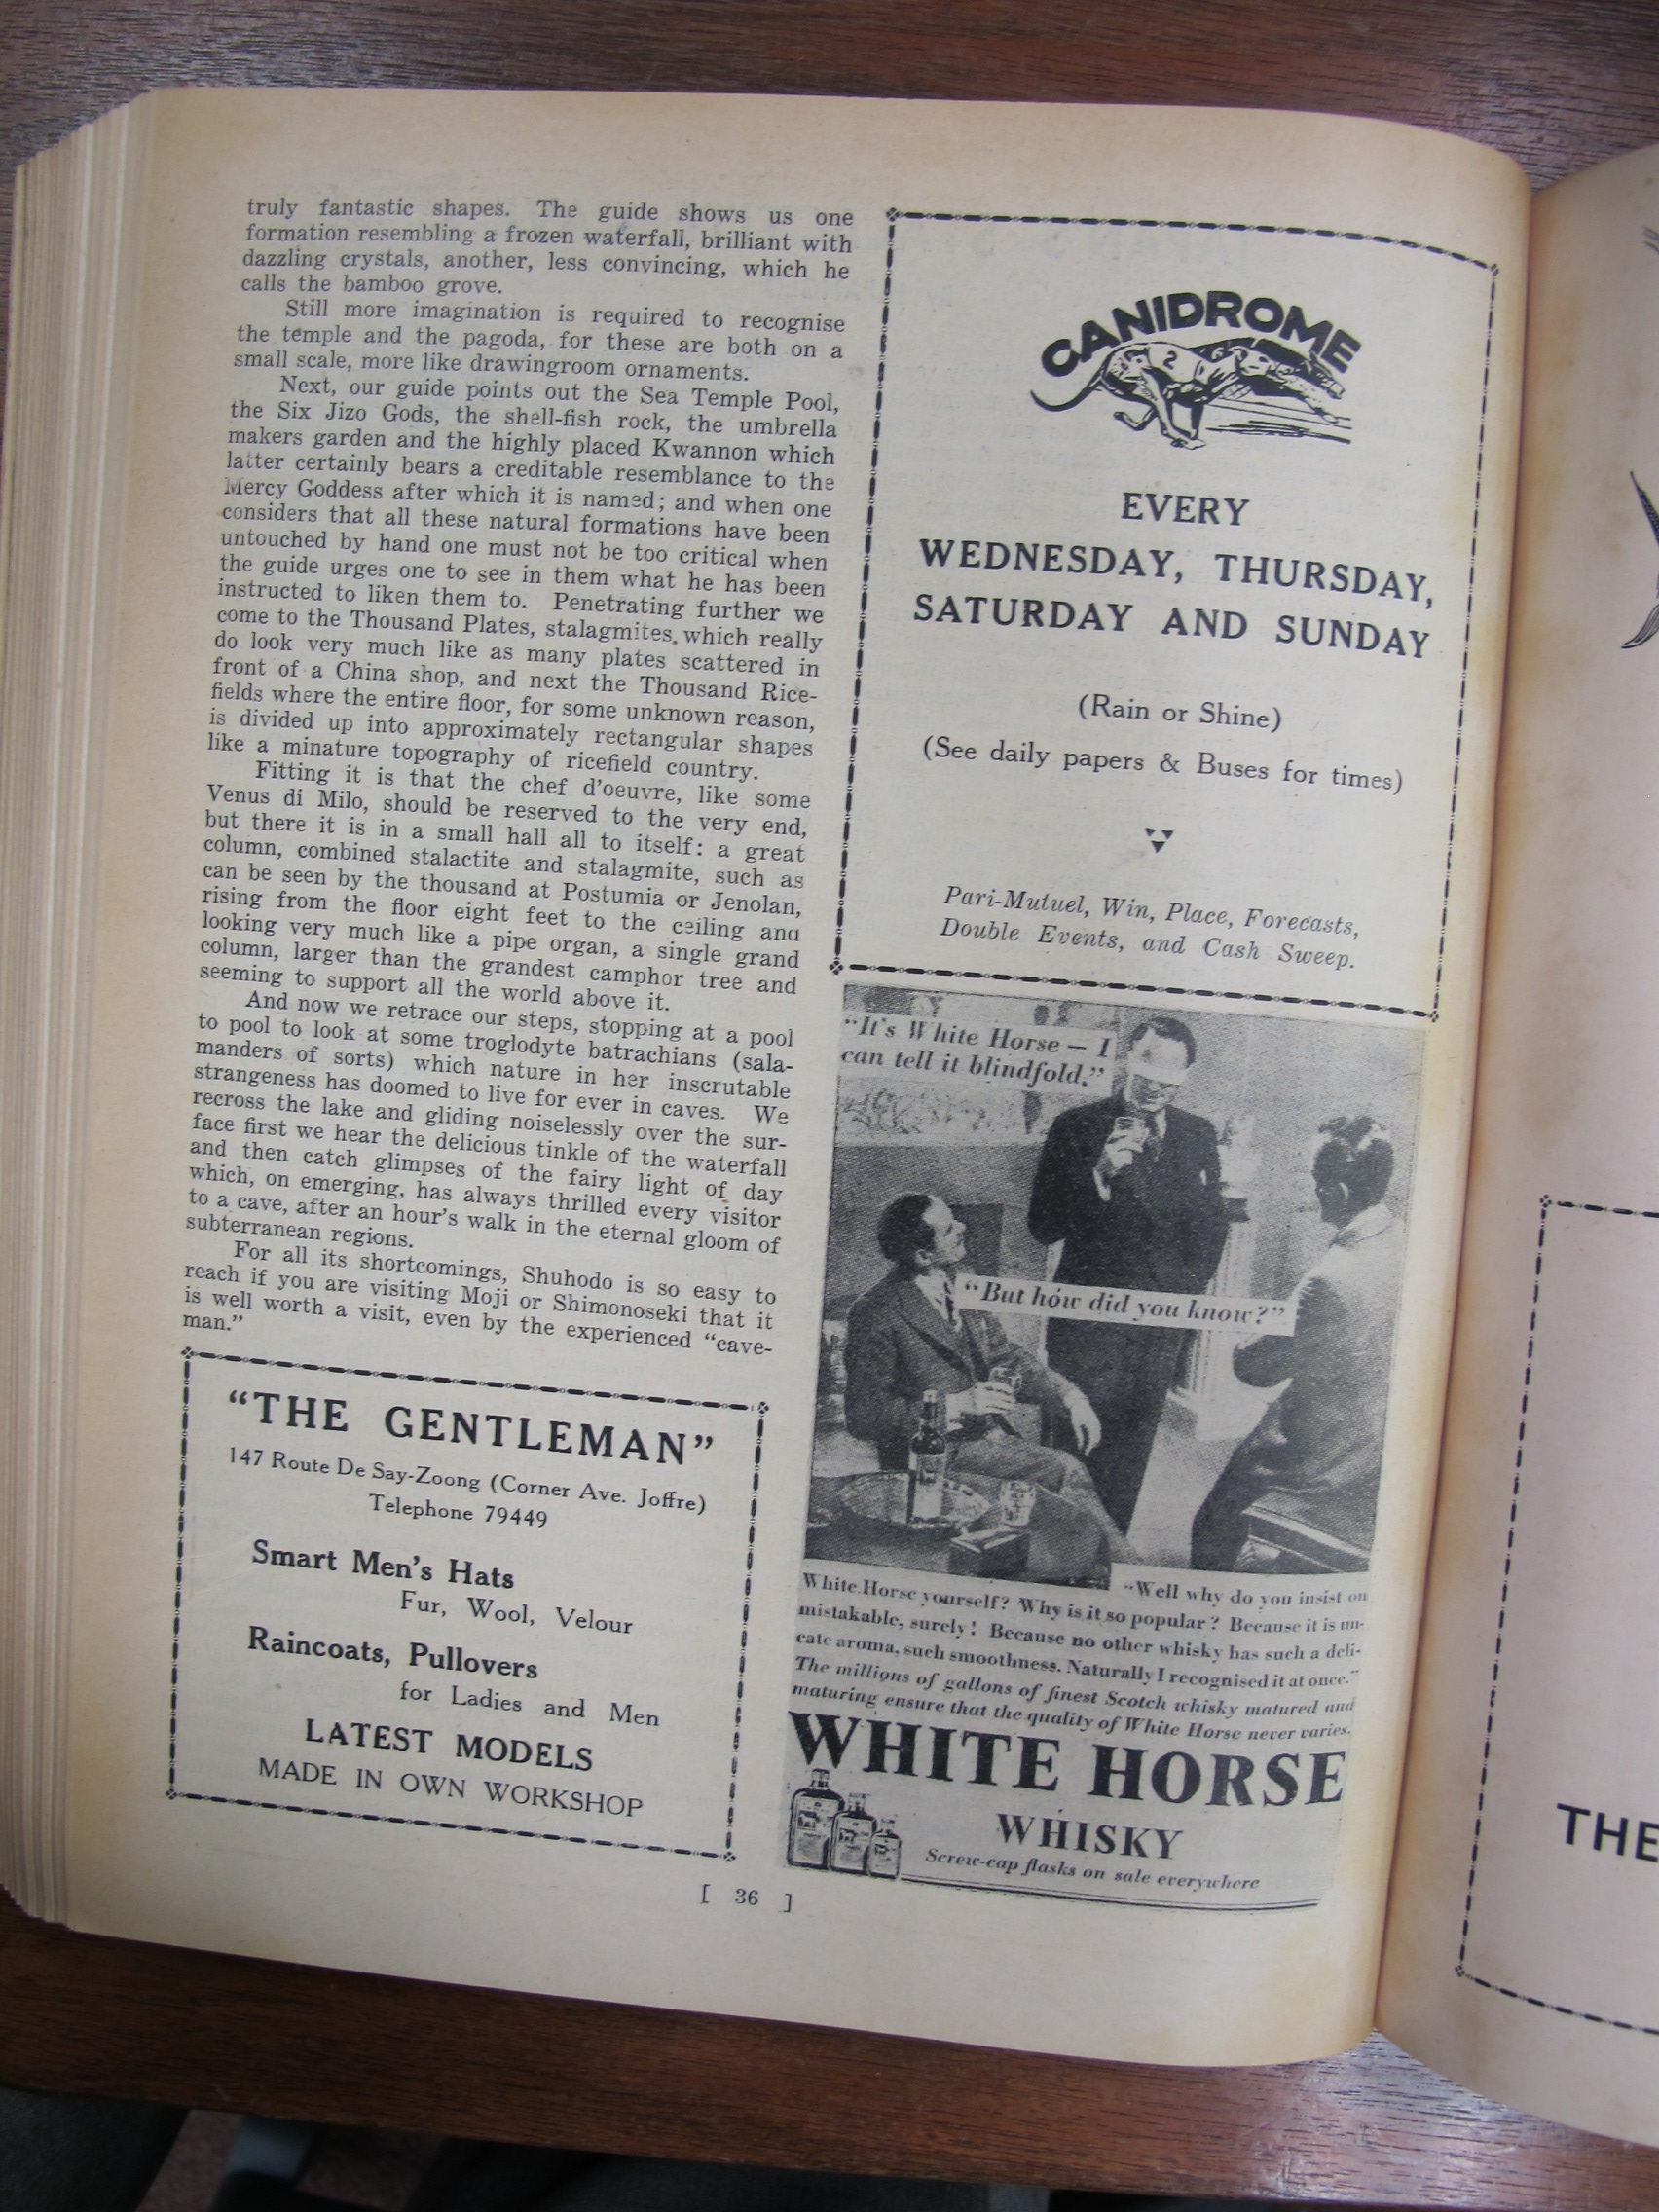 truly fantastic shapes. The guide shows us one
formation resembling a frozen waterfall, brilliant with
dazzling crystals, another, less convincing, which he
calls the bamboo grove.
Still more imagination is required to recognise
the temple and the pagoda, for these are both on a
small scale, more like drawingroom ornaments.
Next, our guide points out the Sea Temple Pool,
the Six Jizo Gods, the shell-fish rock, the umbrella
makers garden and the highly placed Kwannon which
latter certainly bears a creditable resemblance to the
Mercy Goddess after which it is named; and when one
considers that all these natural formations have been
untouched by hand one must not be too critical when
the guide urges one to see in them what he has been
instructed to liken them to. Penetrating further we
come to the Thousand Plates, stalagmites. which really
do look very much like as many plates scattered in
front of a China shop, and next the Thousand Rice-
fields where the entire floor, for some unknown reason,
is divided up into approximately rectangular shapes
like a minature topography of ricefield country.
Fitting it is that the chef d'oeuvre, like some
Venus di Milo, should be reserved to the very end,
but there it is in a small hall all to itself: a great
column, combined stalactite and stalagmite, such as
can be seen by the thousand at Postumia or Jenolan,
rising from the floor eight feet to the ceiling and
looking very much like a pipe organ, a single grand
column, larger than the grandest camphor tree and
seeming to support all the world above it.
And now we retrace our steps, stopping at a pool
to pool to look at some troglodyte batrachians (sala-
manders of sorts) which nature in her inscrutable
strangeness has doomed to live for ever in caves. We
recross the lake and gliding noiselessly over the sur-
face first we hear the delicious tinkle of the waterfall
and then catch glimpses of the fairy light of day
which, on emerging, has always thrilled every visitor
to a cave, after an hour's walk in the eternal gloom of
subterranean regions.
For all its shortcomings, Shuhodo is so easy to
reach if you are visiting Moji or Shimonoseki that it
is well worth a visit, even by the experienced "cave-
man."
"THE GENTLEMAN"
147 Route De Say-Zoong (Corner Ave. Joffre)
Telephone 79449
Smart Men's Hats
Fur, Wool, Velour
Raincoats, Pullovers
for Ladies and Men
LATEST MODELS
MADE IN OWN WORKSHOP
CANIDROME
2
EVERY
WEDNESDAY, THURSDAY,
SATURDAY AND SUNDAY
(Rain or Shine)
(See daily papers & Buses for times)
Pari-Mutuel, Win, Place, Forecasts,
Double Events, and Cash Sweep.
"It's White Horse – I
can tell it blindfold."
"But how did you know?"
"Well why do you insist on
White Horse yourself? Why is it so popular? Because it is un-
mistakable, surely! Because no other whisky has such a deli-
cate aroma, such smoothness. Naturally I recognised it at once."
The millions of gallons of finest Scotch whisky matured and
maturing ensure that the quality of White Horse never varies.
WHITE HORSE
WHISKY
Screw-cap flasks on sale everywhere
[ 36 ]
THE